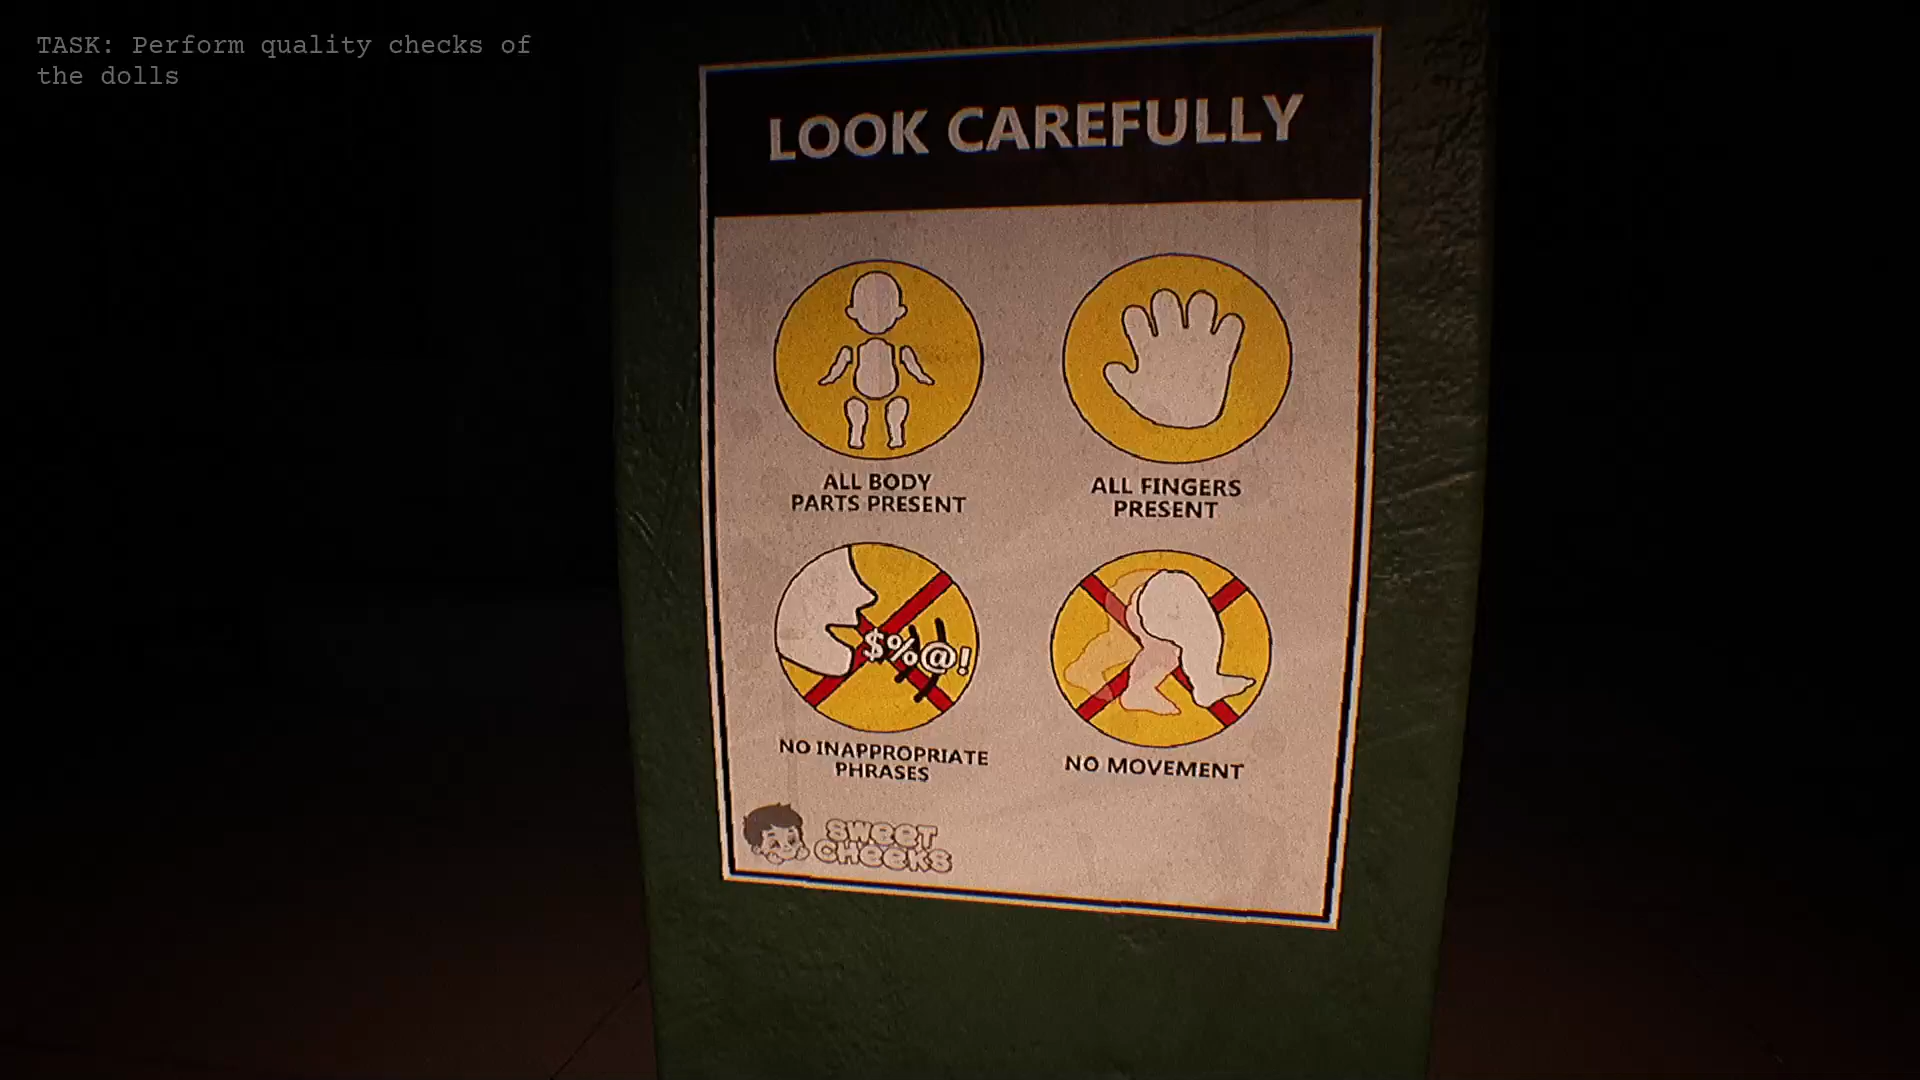 TASK: Perform quality checks of
the dolls
LOOK CAREFULLY
ALL BODY
PARTS PRESENT
ALL FINGERS
PRESENT
$%@!
NO INAPPROPRIATE
PHRASES
NO MOVEMENT
SWEET
CHEEKS